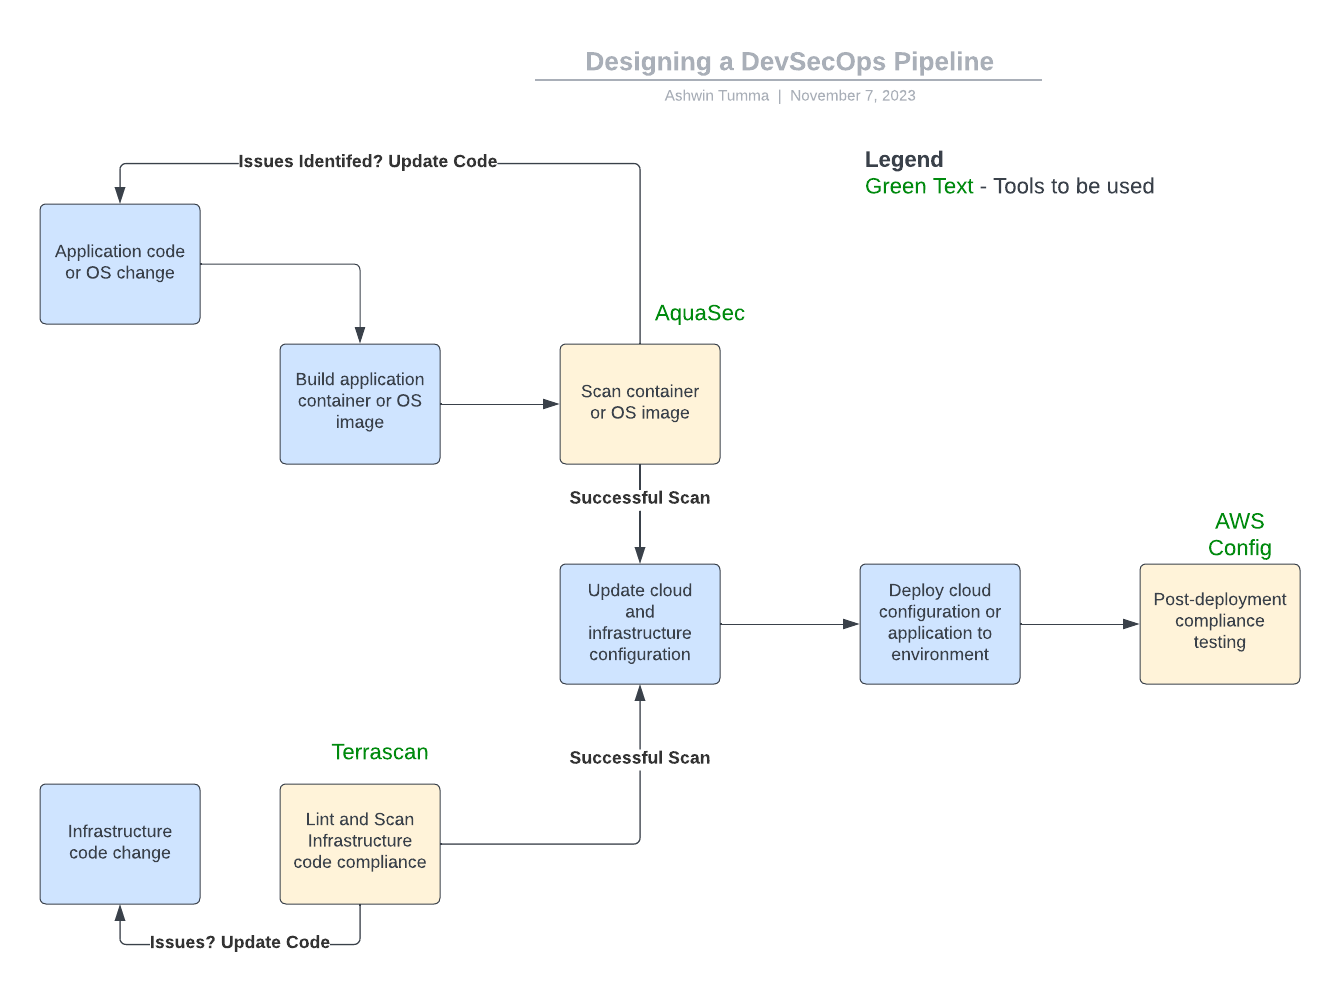 Designing a DevSecOps Pipeline
Ashwin Tumma | November 7, 2023
Issues Identifed? Update Code
Legend
Green Text - Tools to be used
Application code
or OS change
AquaSec
Build application
container or OS
image
Scan container
or OS image
Successful Scan
AWS
Config
Update cloud
and
infrastructure
configuration
Deploy cloud
configuration or
application to
environment
Post-deployment
compliance
testing
Successful Scan
Terrascan
Infrastructure
code change
Lint and Scan
Infrastructure
code compliance
Issues? Update Code